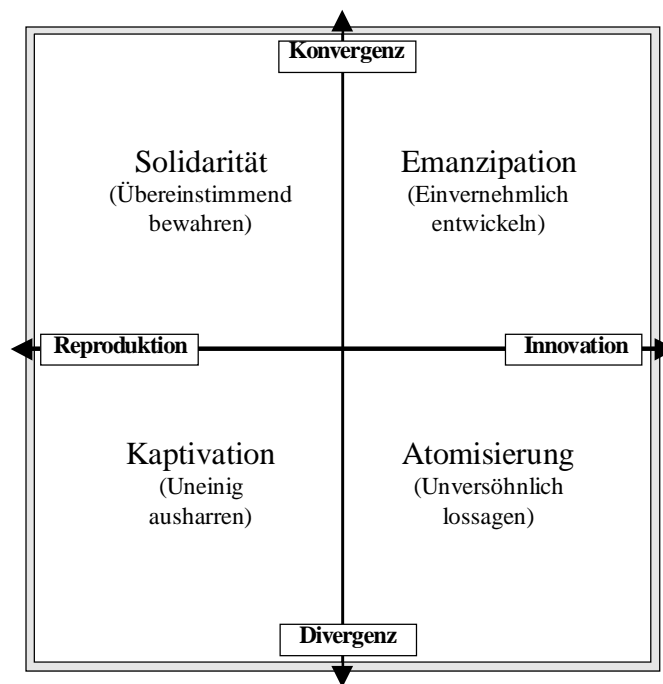 Konvergenz
Solidarität
(Übereinstimmend
bewahren)
Emanzipation
(Einvernehmlich
entwickeln)
Reproduktion
Innovation
Kaptivation
(Uneinig
ausharren)
Atomisierung
(Unversöhnlich
lossagen)
Divergenz